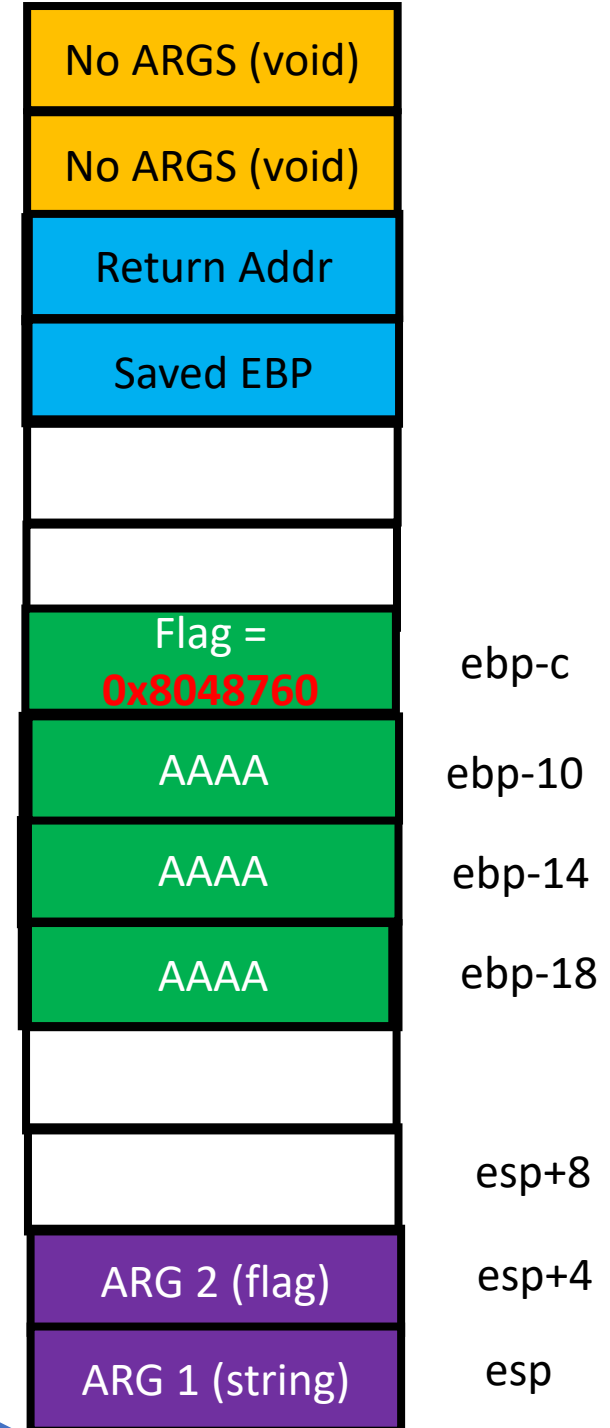 No ARGS (void)
No ARGS (void)
Return Addr
Saved EBP
Flag =
0x8048760
ebp-c
AAAA
ebp-10
AAAA
ebp-14
AAAA
ebp-18
esp+8
ARG 2 (flag)
esp+4
ARG 1 (string)
esp